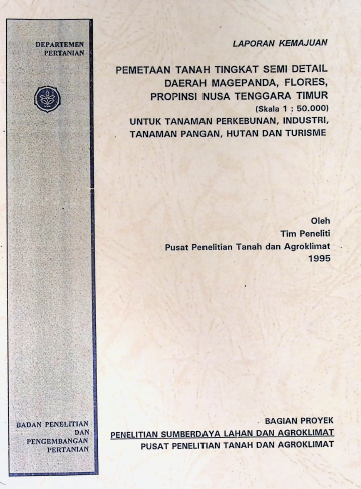 DEPARTEMEN
PERTANIAN
LAPORAN KEMAJUAN
PEMETAAN TANAH TINGKAT SEMI DETAIL
DAERAH MAGEPANDA, FLORES,
PROPINSI NUSA TENGGARA TIMUR
(Skala 1 : 50.000)
UNTUK TANAMAN PERKEBUNAN, INDUSTRI,
TANAMAN PANGAN, HUTAN DAN TURISME
Oleh
Tim Peneliti
Pusat Penelitian Tanah dan Agroklimat
1995
BADAN PENELITIAN
DAN
PENGEMBANGAN
PERTANIAN
BAGIAN PROYEK
PENELITIAN SUMBERDAYA LAHAN DAN AGROKLIMAT
PUSAT PENELITIAN TANAH DAN AGROKLIMAT